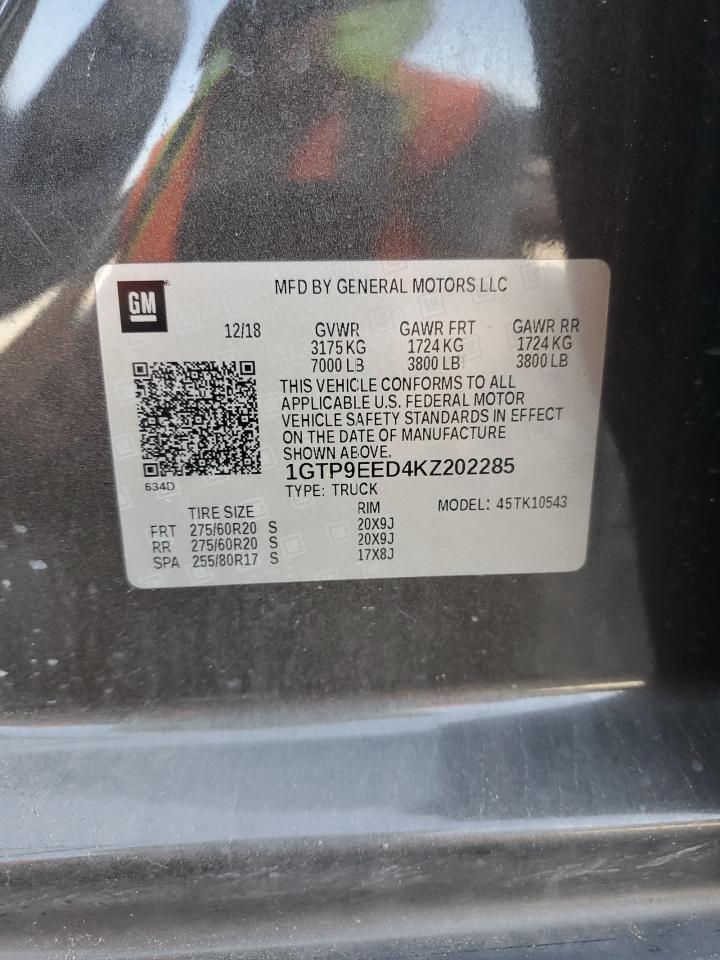 GM
MFD BY GENERAL MOTORS LLC
12/18 GVWR GAWR FRT GAWR RR
3175 KG 1724 KG 1724 KG
7000 LB 3800 LB 3800 LB
THIS VEHICLE CONFORMS TO ALL
APPLICABLE U.S. FEDERAL MOTOR
VEHICLE SAFETY STANDARDS IN EFFECT
ON THE DATE OF MANUFACTURE
SHOWN ABOVE.
634D
1GTP9EED4KZ202285
TYPE: TRUCK
TIRE SIZE RIM MODEL: 45TK10543
FRT 275/60R20 S 20X9J
RR 275/60R20 S 20X9J
SPA 255/80R17 S 17X8J